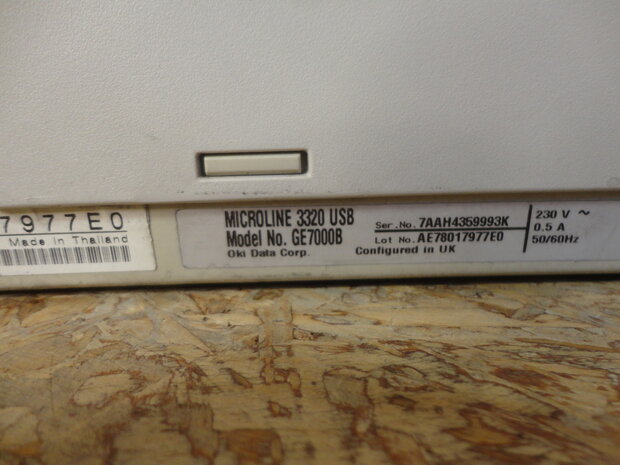 7977E0
Made in Thailand
MICROLINE 3320 USB
Model No. GE7000B
Oki Data Corp.
Ser.No. 7AAH4359993K
Lot No. AE78017977E0
Configured in UK
230 V ~
0.5 A
50/60Hz